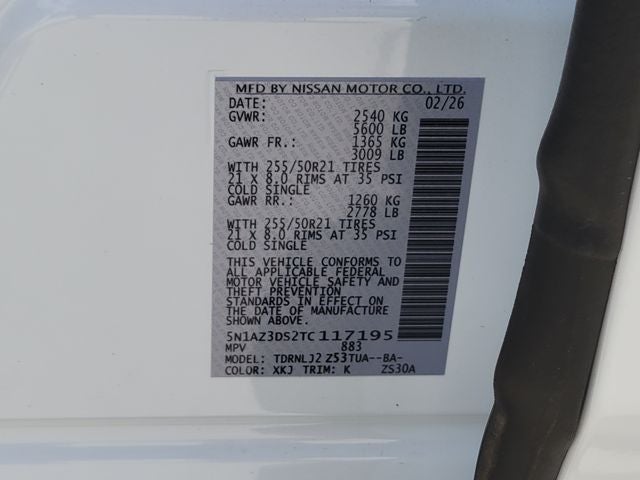 MFD BY NISSAN MOTOR CO., LTD.
DATE: 02/26
GVWR: 2540 KG
5600 LB
GAWR FR.: 1365 KG
3009 LB
WITH 255/50R21 TIRES
21 X 8.0 RIMS AT 35 PSI
COLD SINGLE
GAWR RR.: 1260 KG
2778 LB
WITH 255/50R21 TIRES
21 X 8.0 RIMS AT 35 PSI
COLD SINGLE
THIS VEHICLE CONFORMS TO
ALL APPLICABLE FEDERAL
MOTOR VEHICLE SAFETY AND
THEFT PREVENTION
STANDARDS IN EFFECT ON
THE DATE OF MANUFACTURE
SHOWN ABOVE.
5N1AZ3DS2TC117195
MPV 883
MODEL: TDRNLJ2 Z53TUA--BA-
COLOR: XKJ TRIM: K ZS30A